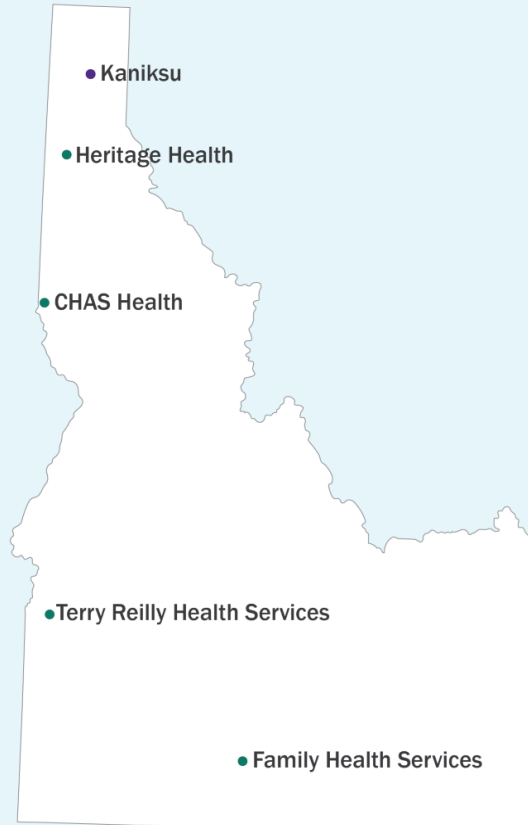 Kaniksu
Heritage Health
CHAS Health
Terry Reilly Health Services
Family Health Services